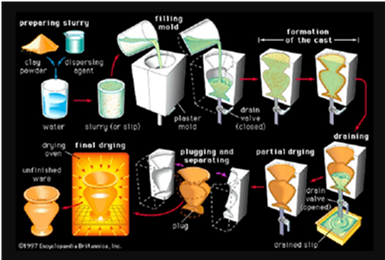 preparing slurry
clay
powder
dispersing
agent
water
slurry (or slip)
filling
mold
plaster
mold
drain
valve
(closed)
formation
of the cast
draining
drain
valve
(opened)
drained slip
partial drying
plugging and
separating
plug
final drying
drying
oven
unfinished
ware
©1997 Encyclopaedia Britannica, Inc.